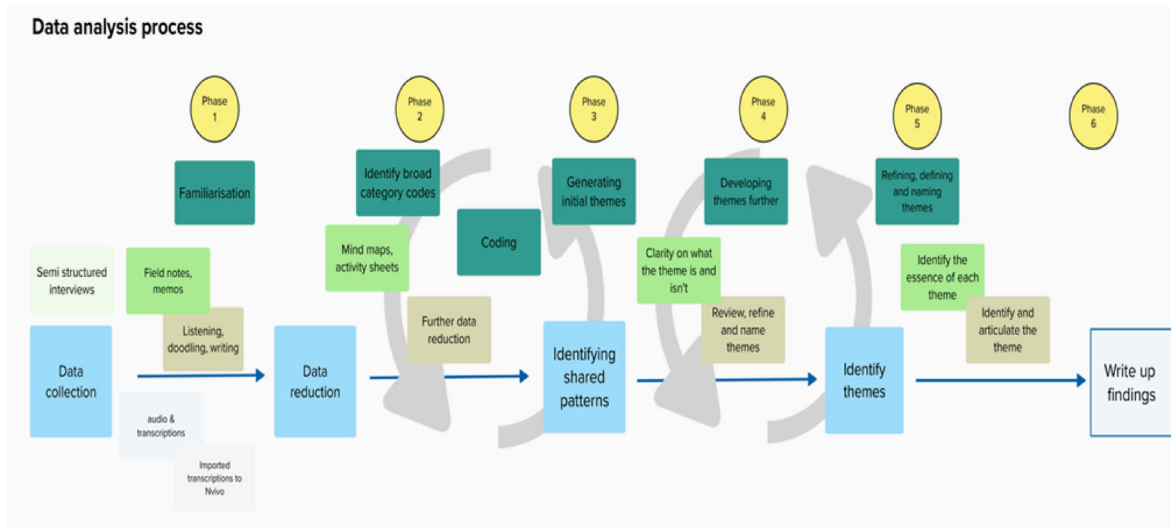 Data analysis process
Phase
1
Phase
2
Phase
3
Phase
4
Phase
5
Phase
6
Familiarisation
Identify broad
category codes
Coding
Generating
initial themes
Developing
themes further
Refining, defining
and naming
themes
Semi structured
interviews
Field notes,
memos
Listening,
doodling, writing
Mind maps,
activity sheets
Further data
reduction
Clarity on what
the theme is and
isn't
Review, refine
and name
themes
Identify the
essence of each
theme
Identify and
articulate the
theme
Data
collection
Data
reduction
Identifying
shared
patterns
Identify
themes
Write up
findings
audio &
transcriptions
Imported
transcriptions to
Nvivo